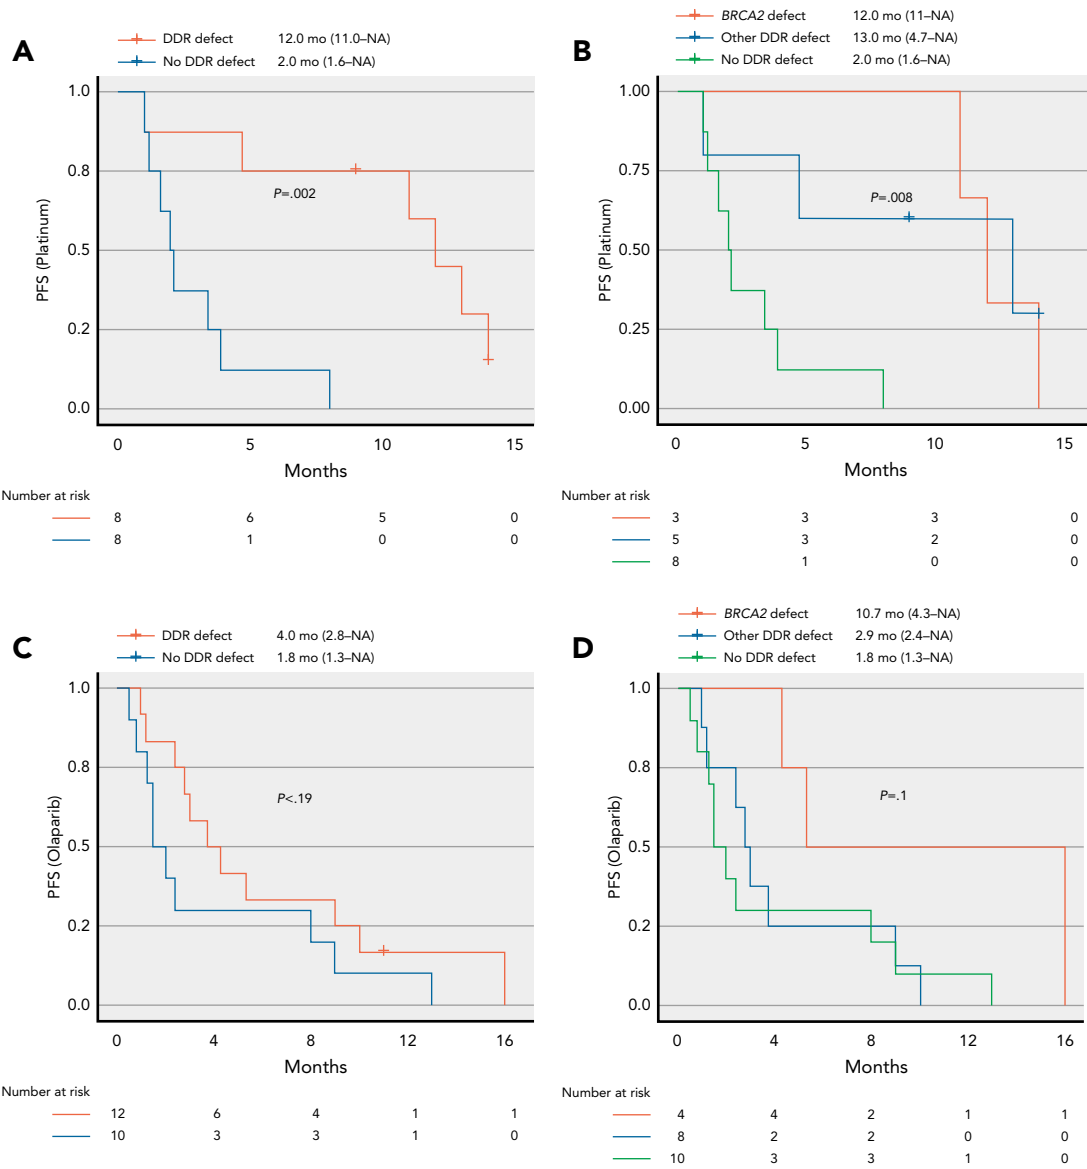 A
DDR defect 12.0 mo (11.0–NA)
No DDR defect 2.0 mo (1.6–NA)
PFS (Platinum)
1.0
0.8
0.5
0.2
0.0
P=.002
0 5 10 15
Months
Number at risk
8 6 5 0
8 1 0 0
B
BRCA2 defect 12.0 mo (11–NA)
Other DDR defect 13.0 mo (4.7–NA)
No DDR defect 2.0 mo (1.6–NA)
PFS (Platinum)
1.00
0.75
0.50
0.25
0.00
P=.008
0 5 10 15
Months
Number at risk
3 3 3 0
5 3 2 0
8 1 0 0
C
DDR defect 4.0 mo (2.8–NA)
No DDR defect 1.8 mo (1.3–NA)
PFS (Olaparib)
1.0
0.8
0.5
0.2
0.0
P<.19
0 4 8 12 16
Months
Number at risk
12 6 4 1 1
10 3 3 1 0
D
BRCA2 defect 10.7 mo (4.3–NA)
Other DDR defect 2.9 mo (2.4–NA)
No DDR defect 1.8 mo (1.3–NA)
PFS (Olaparib)
1.0
0.8
0.5
0.2
0.0
P=.1
0 4 8 12 16
Months
Number at risk
4 4 2 1 1
8 2 2 0 0
10 3 3 1 0